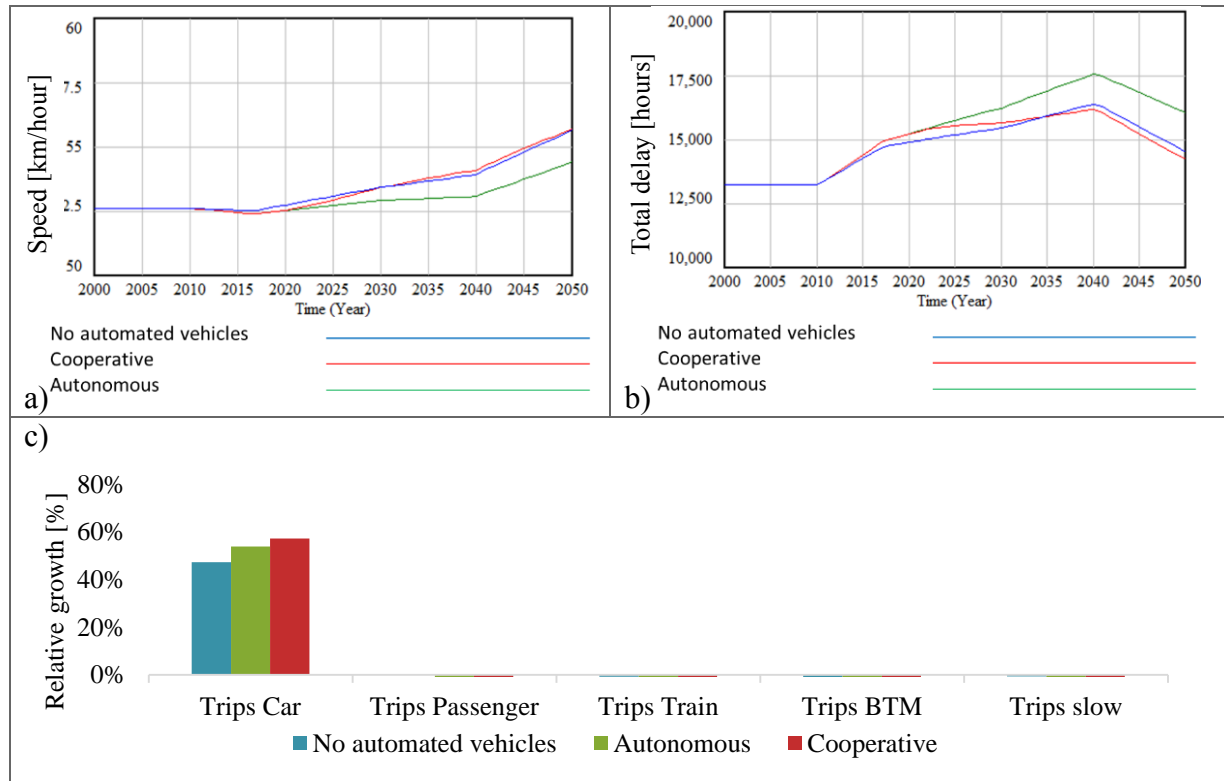 60
7.5
55
2.5
50
Speed [km/hour]
2000 2005 2010 2015 2020 2025 2030 2035 2040 2045 2050
Time (Year)
No automated vehicles
Cooperative
Autonomous
a)
20,000
17,500
15,000
12,500
10,000
Total delay [hours]
2000 2005 2010 2015 2020 2025 2030 2035 2040 2045 2050
Time (Year)
No automated vehicles
Cooperative
Autonomous
b)
c)
80%
60%
40%
20%
0%
Relative growth [%]
Trips Car Trips Passenger Trips Train Trips BTM Trips slow
No automated vehicles Autonomous Cooperative